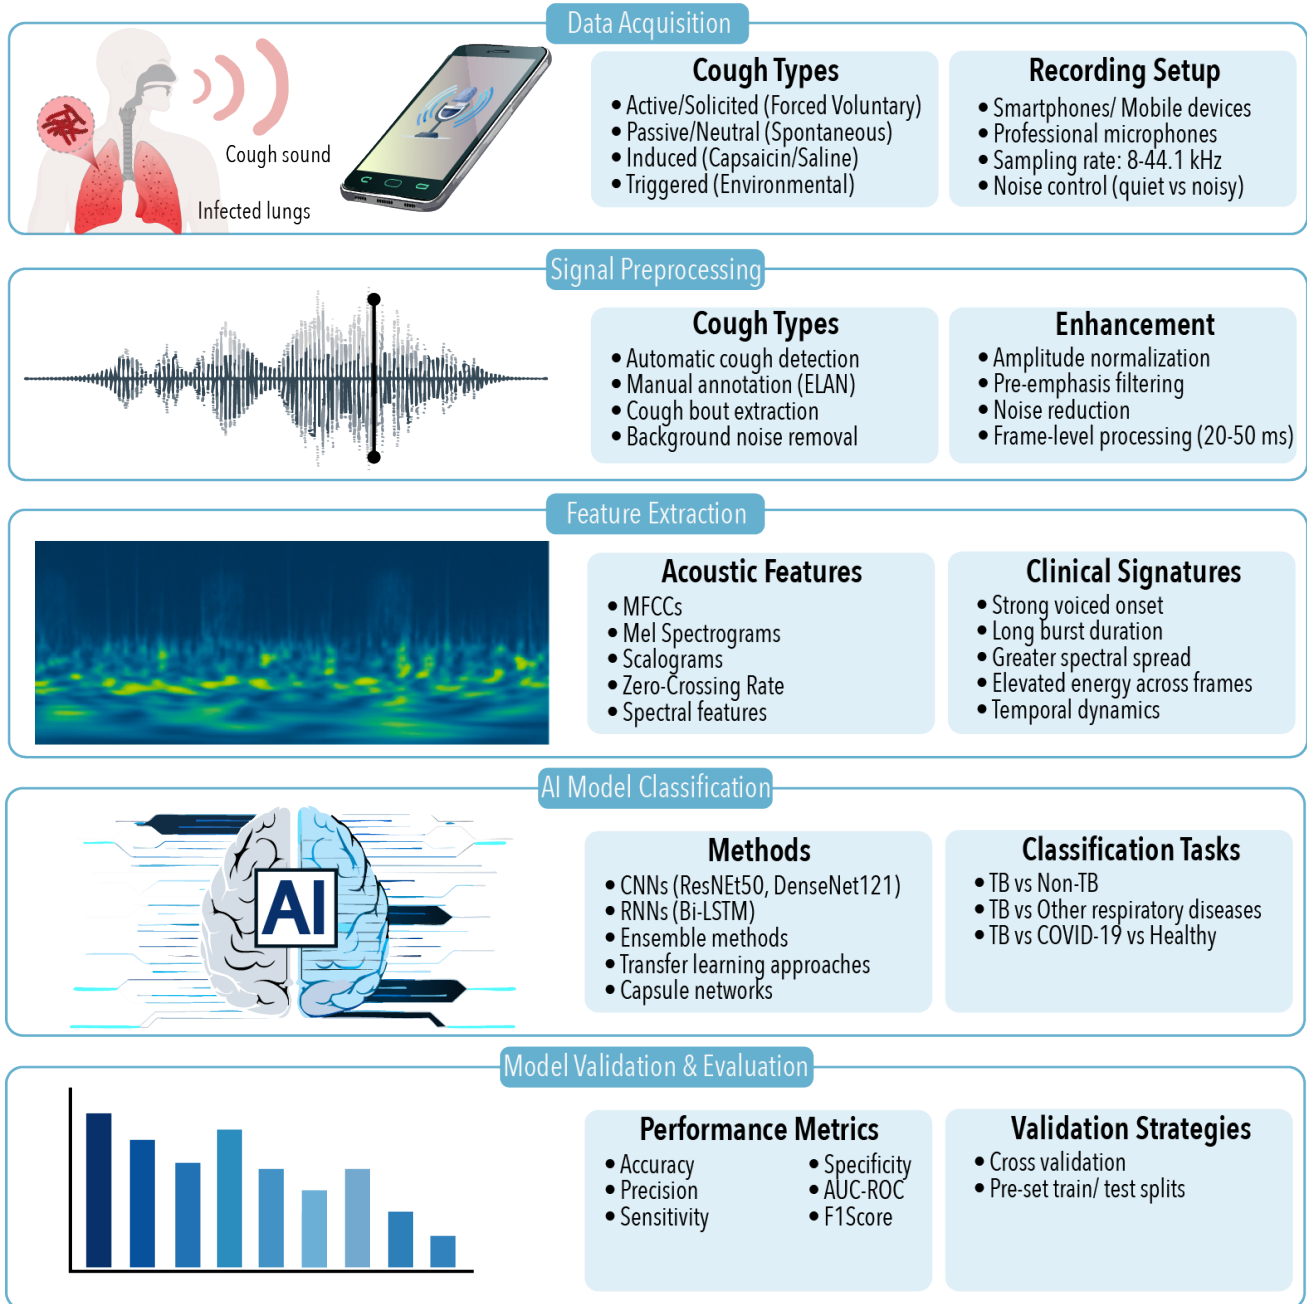 Data Acquisition
Cough sound
Infected lungs
Cough Types
• Active/Solicited (Forced Voluntary)
• Passive/Neutral (Spontaneous)
• Induced (Capsaicin/Saline)
• Triggered (Environmental)
Recording Setup
• Smartphones/ Mobile devices
• Professional microphones
• Sampling rate: 8-44.1 kHz
• Noise control (quiet vs noisy)
Signal Preprocessing
Cough Types
• Automatic cough detection
• Manual annotation (ELAN)
• Cough bout extraction
• Background noise removal
Enhancement
• Amplitude normalization
• Pre-emphasis filtering
• Noise reduction
• Frame-level processing (20-50 ms)
Feature Extraction
Acoustic Features
• MFCCs
• Mel Spectrograms
• Scalograms
• Zero-Crossing Rate
• Spectral features
Clinical Signatures
• Strong voiced onset
• Long burst duration
• Greater spectral spread
• Elevated energy across frames
• Temporal dynamics
AI Model Classification
AI
Methods
• CNNs (ResNEt50, DenseNet121)
• RNNs (Bi-LSTM)
• Ensemble methods
• Transfer learning approaches
• Capsule networks
Classification Tasks
• TB vs Non-TB
• TB vs Other respiratory diseases
• TB vs COVID-19 vs Healthy
Model Validation & Evaluation
Performance Metrics
• Accuracy
• Precision
• Sensitivity
• Specificity
• AUC-ROC
• F1Score
Validation Strategies
• Cross validation
• Pre-set train/ test splits